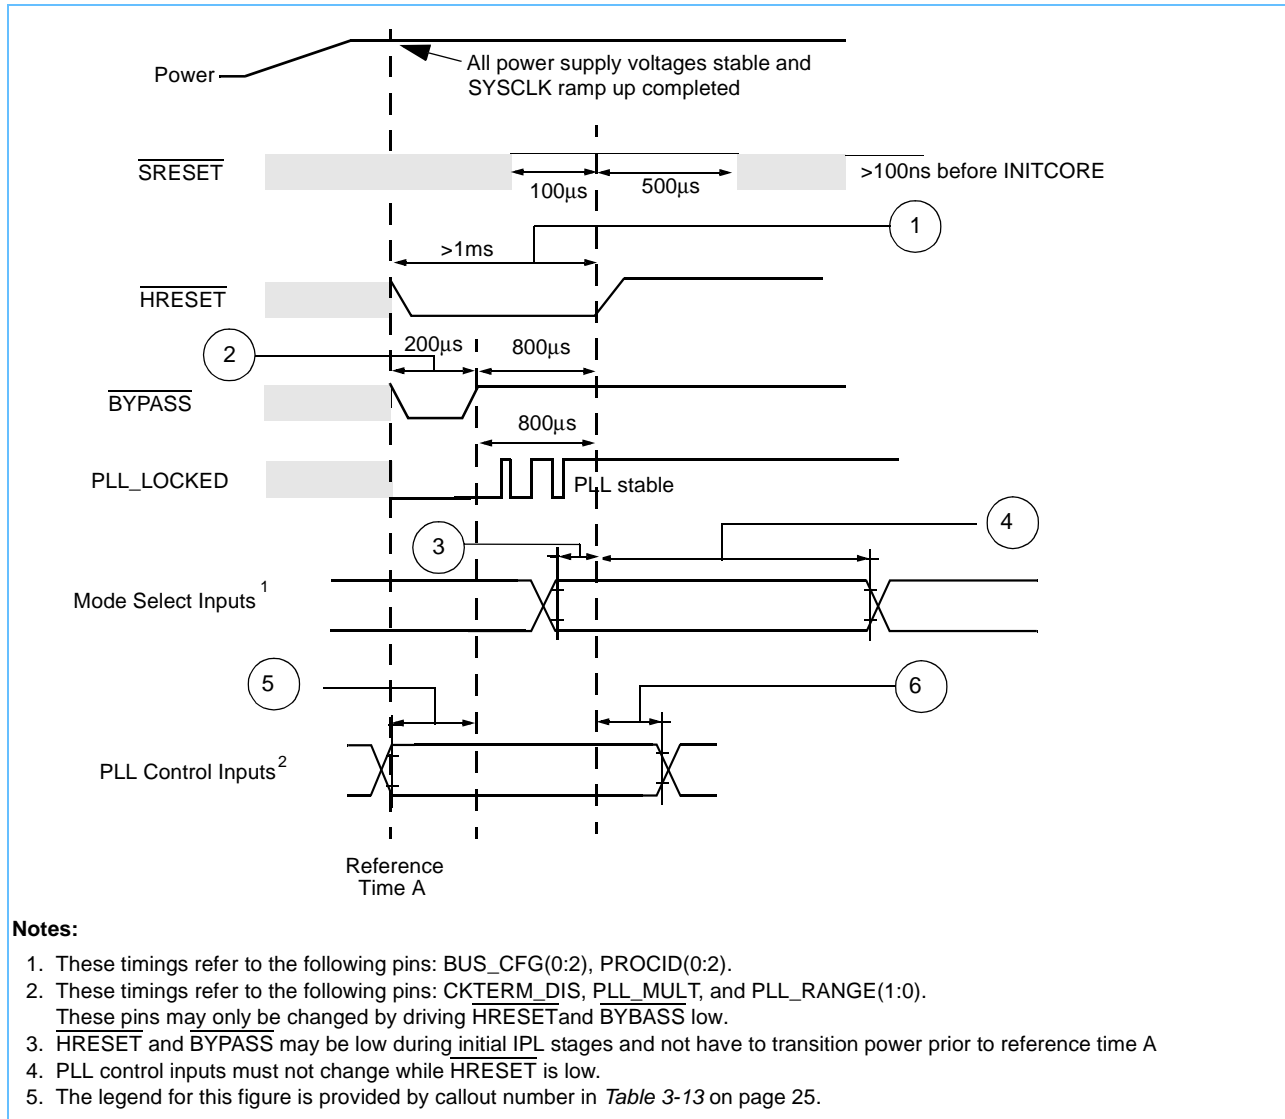 All power supply voltages stable and
SYSCLK ramp up completed
Power
SRESET
100μs
500μs
>100ns before INITCORE
1
>1ms
HRESET
2
200μs
800μs
BYPASS
800μs
PLL_LOCKED
PLL stable
3
4
Mode Select Inputs 1
5
6
PLL Control Inputs 2
Reference
Time A
Notes:
1. These timings refer to the following pins: BUS_CFG(0:2), PROCID(0:2).
2. These timings refer to the following pins: CKTERM_DIS, PLL_MULT, and PLL_RANGE(1:0).
These pins may only be changed by driving HRESETand BYBASS low.
3. HRESET and BYPASS may be low during initial IPL stages and not have to transition power prior to reference time A
4. PLL control inputs must not change while HRESET is low.
5. The legend for this figure is provided by callout number in Table 3-13 on page 25.